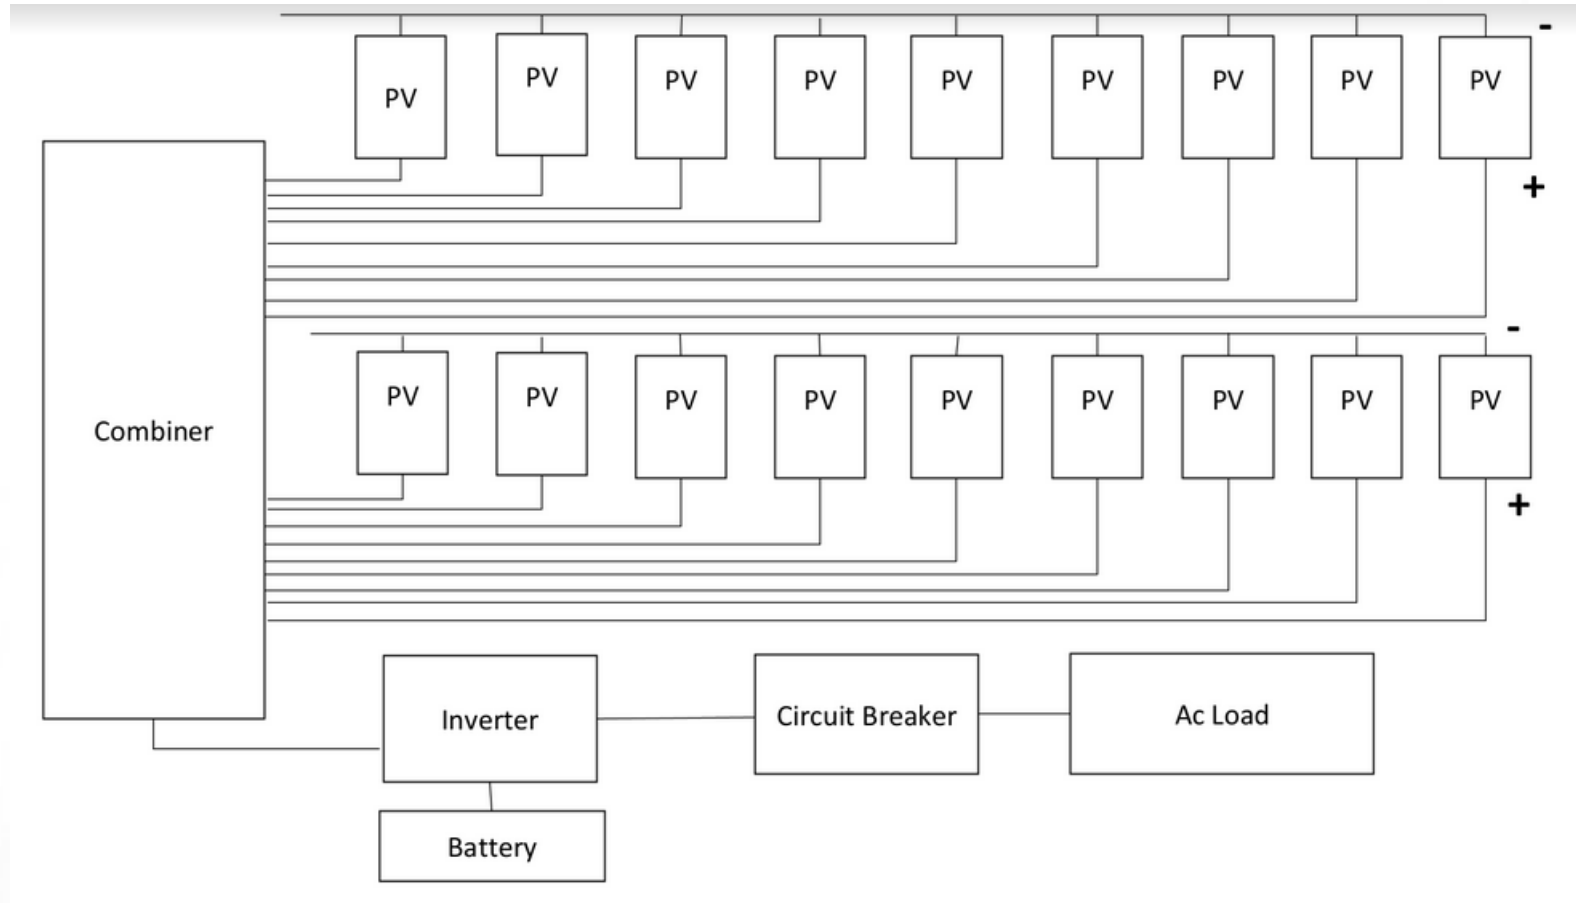 -
PV PV PV PV PV PV PV PV PV
+
-
PV PV PV PV PV PV PV PV PV
+
Combiner
Inverter Circuit Breaker Ac Load
Battery